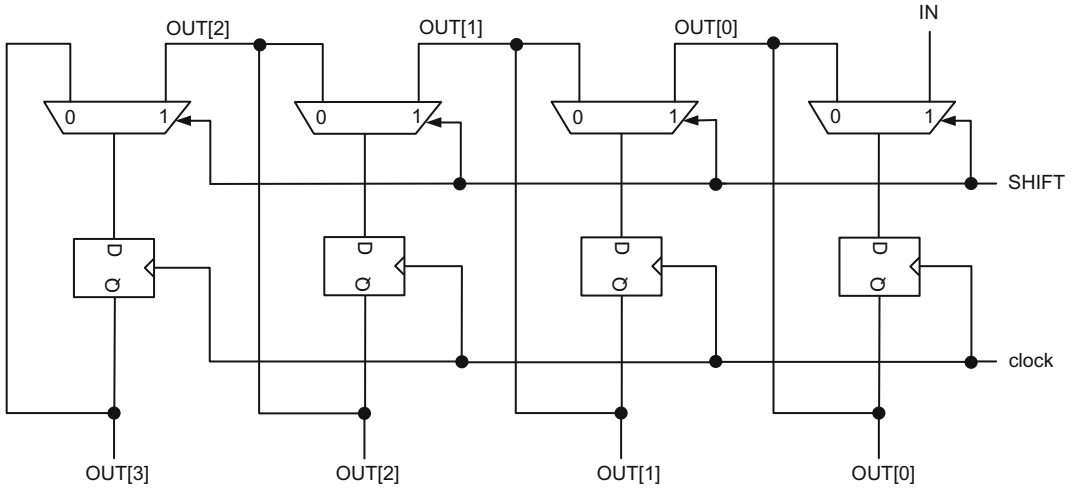 IN
OUT[2] OUT[1] OUT[0]
0 1 0 1 0 1 0 1
SHIFT
D D D D
Q Q Q Q
clock
OUT[3] OUT[2] OUT[1] OUT[0]